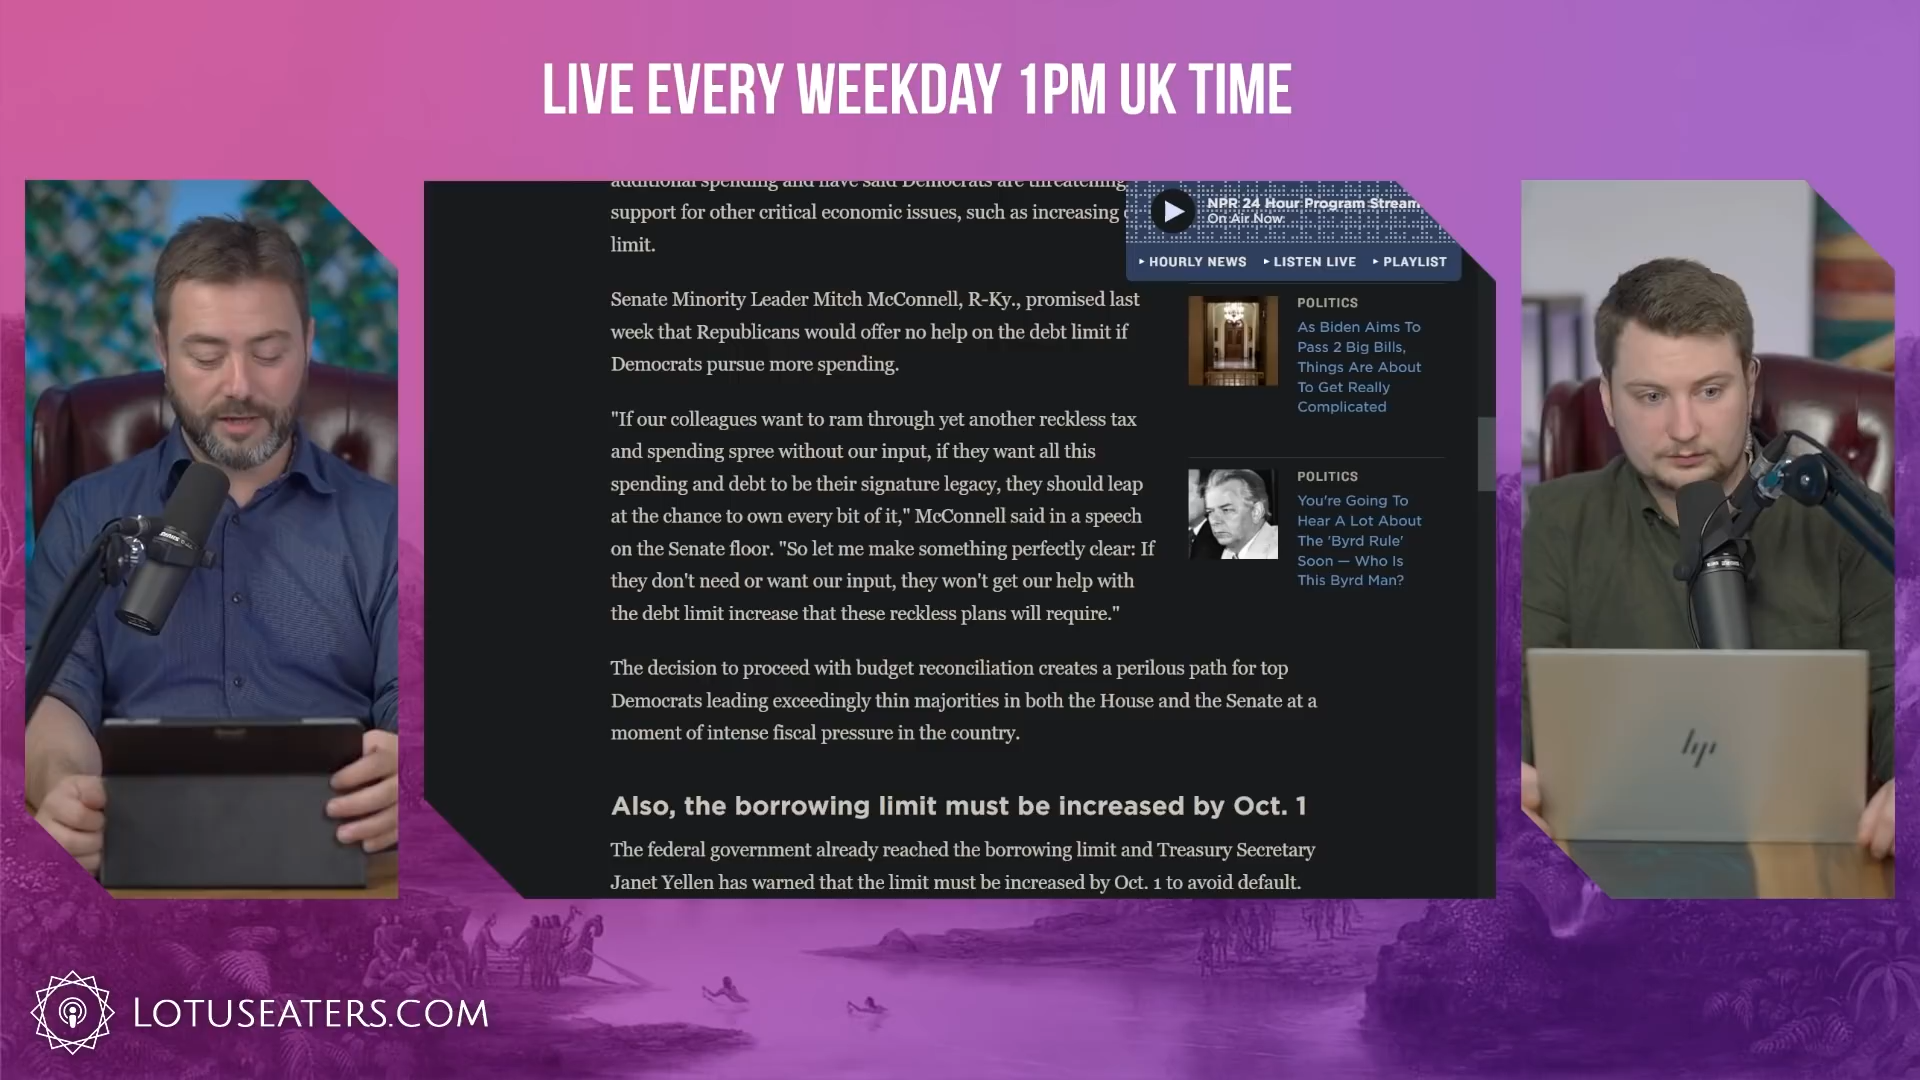 LIVE EVERY WEEKDAY 1PM UK TIME
additional spending and have said Democrats are threatening
support for other critical economic issues, such as increasing
limit.
Senate Minority Leader Mitch McConnell, R-Ky., promised last
week that Republicans would offer no help on the debt limit if
Democrats pursue more spending.
"If our colleagues want to ram through yet another reckless tax
and spending spree without our input, if they want all this
spending and debt to be their signature legacy, they should leap
at the chance to own every bit of it," McConnell said in a speech
on the Senate floor. "So let me make something perfectly clear: If
they don't need or want our input, they won't get our help with
the debt limit increase that these reckless plans will require."
The decision to proceed with budget reconciliation creates a perilous path for top
Democrats leading exceedingly thin majorities in both the House and the Senate at a
moment of intense fiscal pressure in the country.
Also, the borrowing limit must be increased by Oct. 1
The federal government already reached the borrowing limit and Treasury Secretary
Janet Yellen has warned that the limit must be increased by Oct. 1 to avoid default.
NPR 24 Hour Program Stream
On Air Now
HOURLY NEWS LISTEN LIVE PLAYLIST
POLITICS
As Biden Aims To
Pass 2 Big Bills,
Things Are About
To Get Really
Complicated
POLITICS
You're Going To
Hear A Lot About
The 'Byrd Rule'
Soon — Who Is
This Byrd Man?
hp
LOTUSEATERS.COM